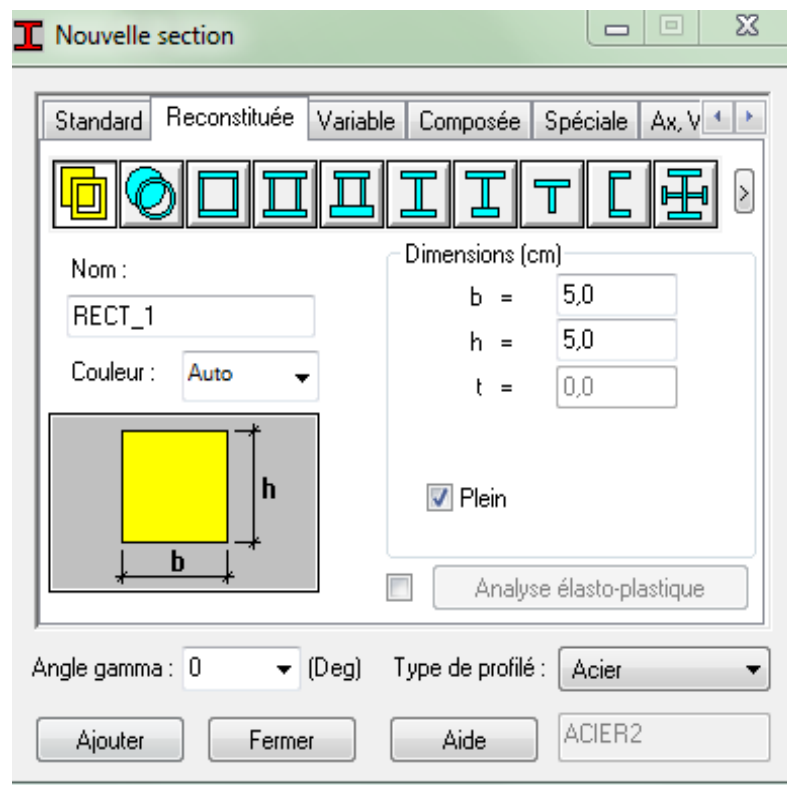 Nouvelle section
Standard Reconstituée Variable Composée Spéciale Ax, V
Nom :
RECT_1
Couleur : Auto
h
b
Dimensions (cm)
b = 5,0
h = 5,0
t = 0,0
Plein
Analyse élasto-plastique
Angle gamma : 0 (Deg) Type de profilé : Acier
Ajouter Fermer Aide ACIER2